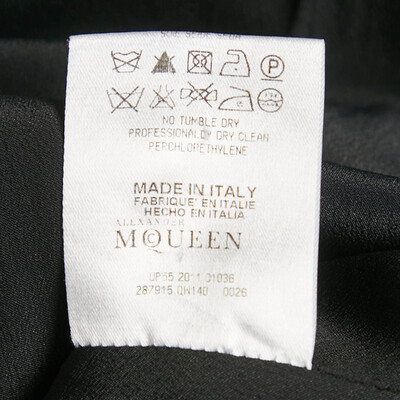 P
NO TUMBLE DRY
PROFESSIONALLY DRY CLEAN
PERCHLORETHYLENE
MADE IN ITALY
FABRIQUE' EN ITALIE
HECHO EN ITALIA
ALEXANDER
MCQUEEN
UP55 2011 01036
287915 QH140 0026